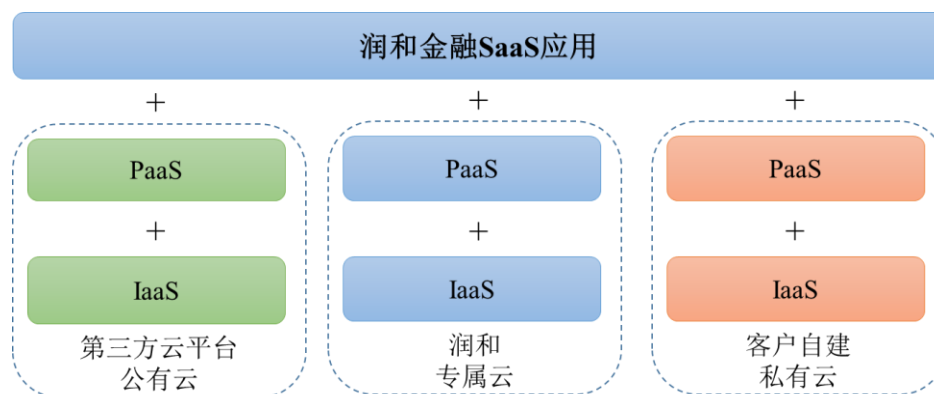 润和金融SaaS应用
+ + +
PaaS PaaS PaaS
+ + +
IaaS IaaS IaaS
第三方云平台 润和 客户自建
公有云 专属云 私有云